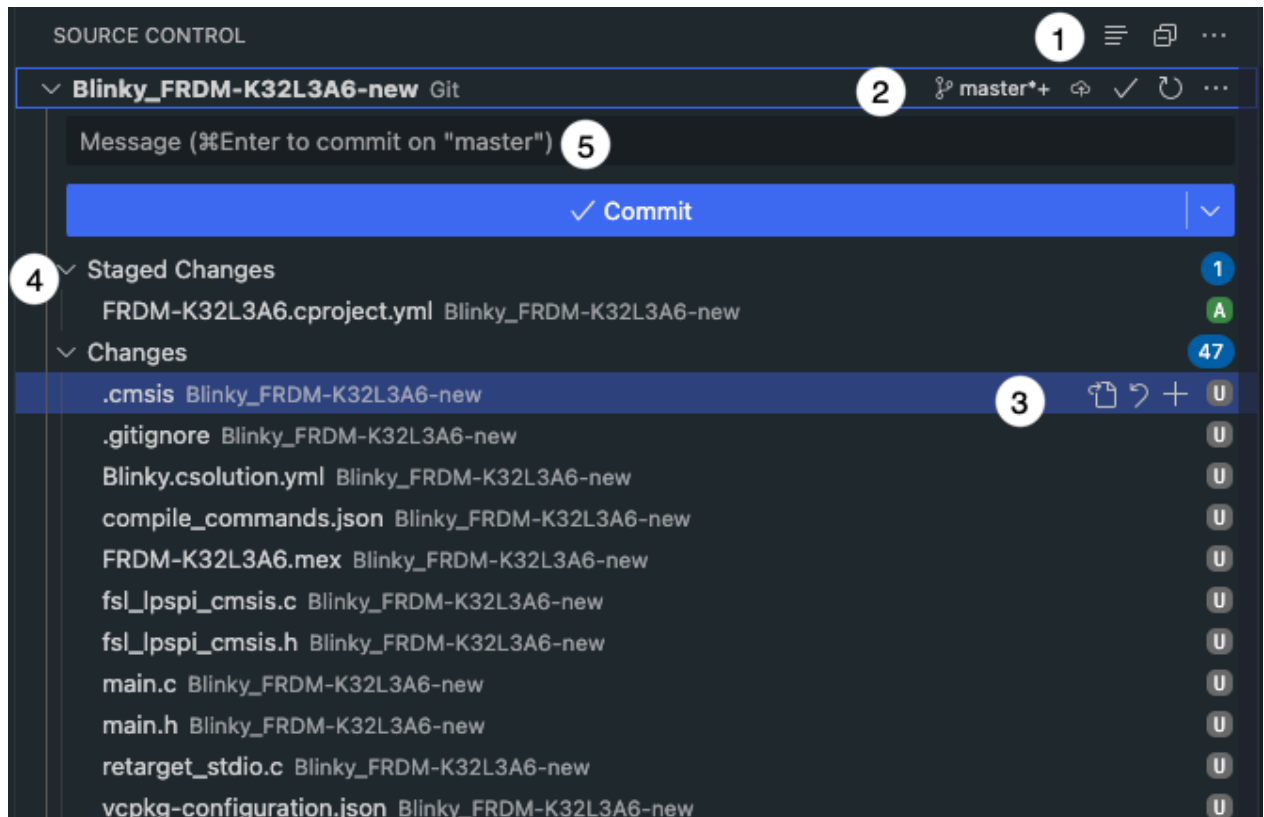 SOURCE CONTROL 1 ···
Blinky_FRDM-K32L3A6-new Git 2 master*+ ···
Message (⌘Enter to commit on "master") 5
Commit
4 Staged Changes 1
FRDM-K32L3A6.cproject.yml Blinky_FRDM-K32L3A6-new A
Changes 47
.cmsis Blinky_FRDM-K32L3A6-new 3 U
.gitignore Blinky_FRDM-K32L3A6-new U
Blinky.csolution.yml Blinky_FRDM-K32L3A6-new U
compile_commands.json Blinky_FRDM-K32L3A6-new U
FRDM-K32L3A6.mex Blinky_FRDM-K32L3A6-new U
fsl_lpspi_cmsis.c Blinky_FRDM-K32L3A6-new U
fsl_lpspi_cmsis.h Blinky_FRDM-K32L3A6-new U
main.c Blinky_FRDM-K32L3A6-new U
main.h Blinky_FRDM-K32L3A6-new U
retarget_stdio.c Blinky_FRDM-K32L3A6-new U
vcpkg-configuration.json Blinky_FRDM-K32L3A6-new U